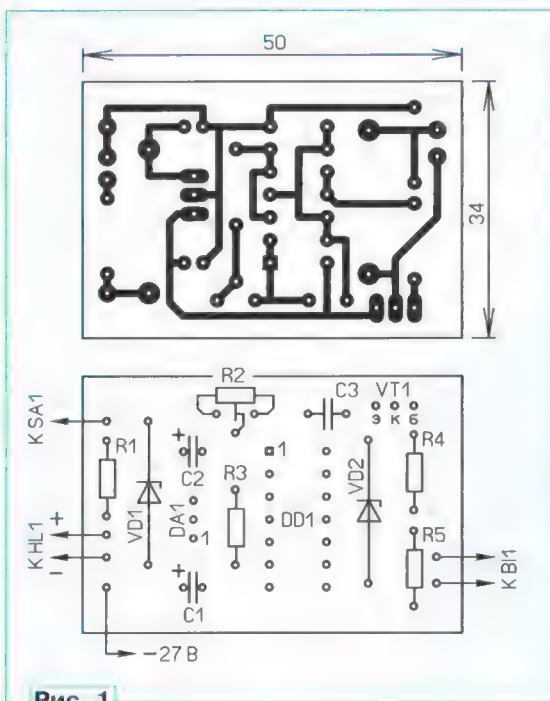 50
34
R2
C3
VT1
э к б
К SA1
R1
VD1
+
C2
DA1
1
R3
1
DD1
VD2
R4
К HL1
+
−
R5
К BI1
+
C1
−27 В
Рис. 1